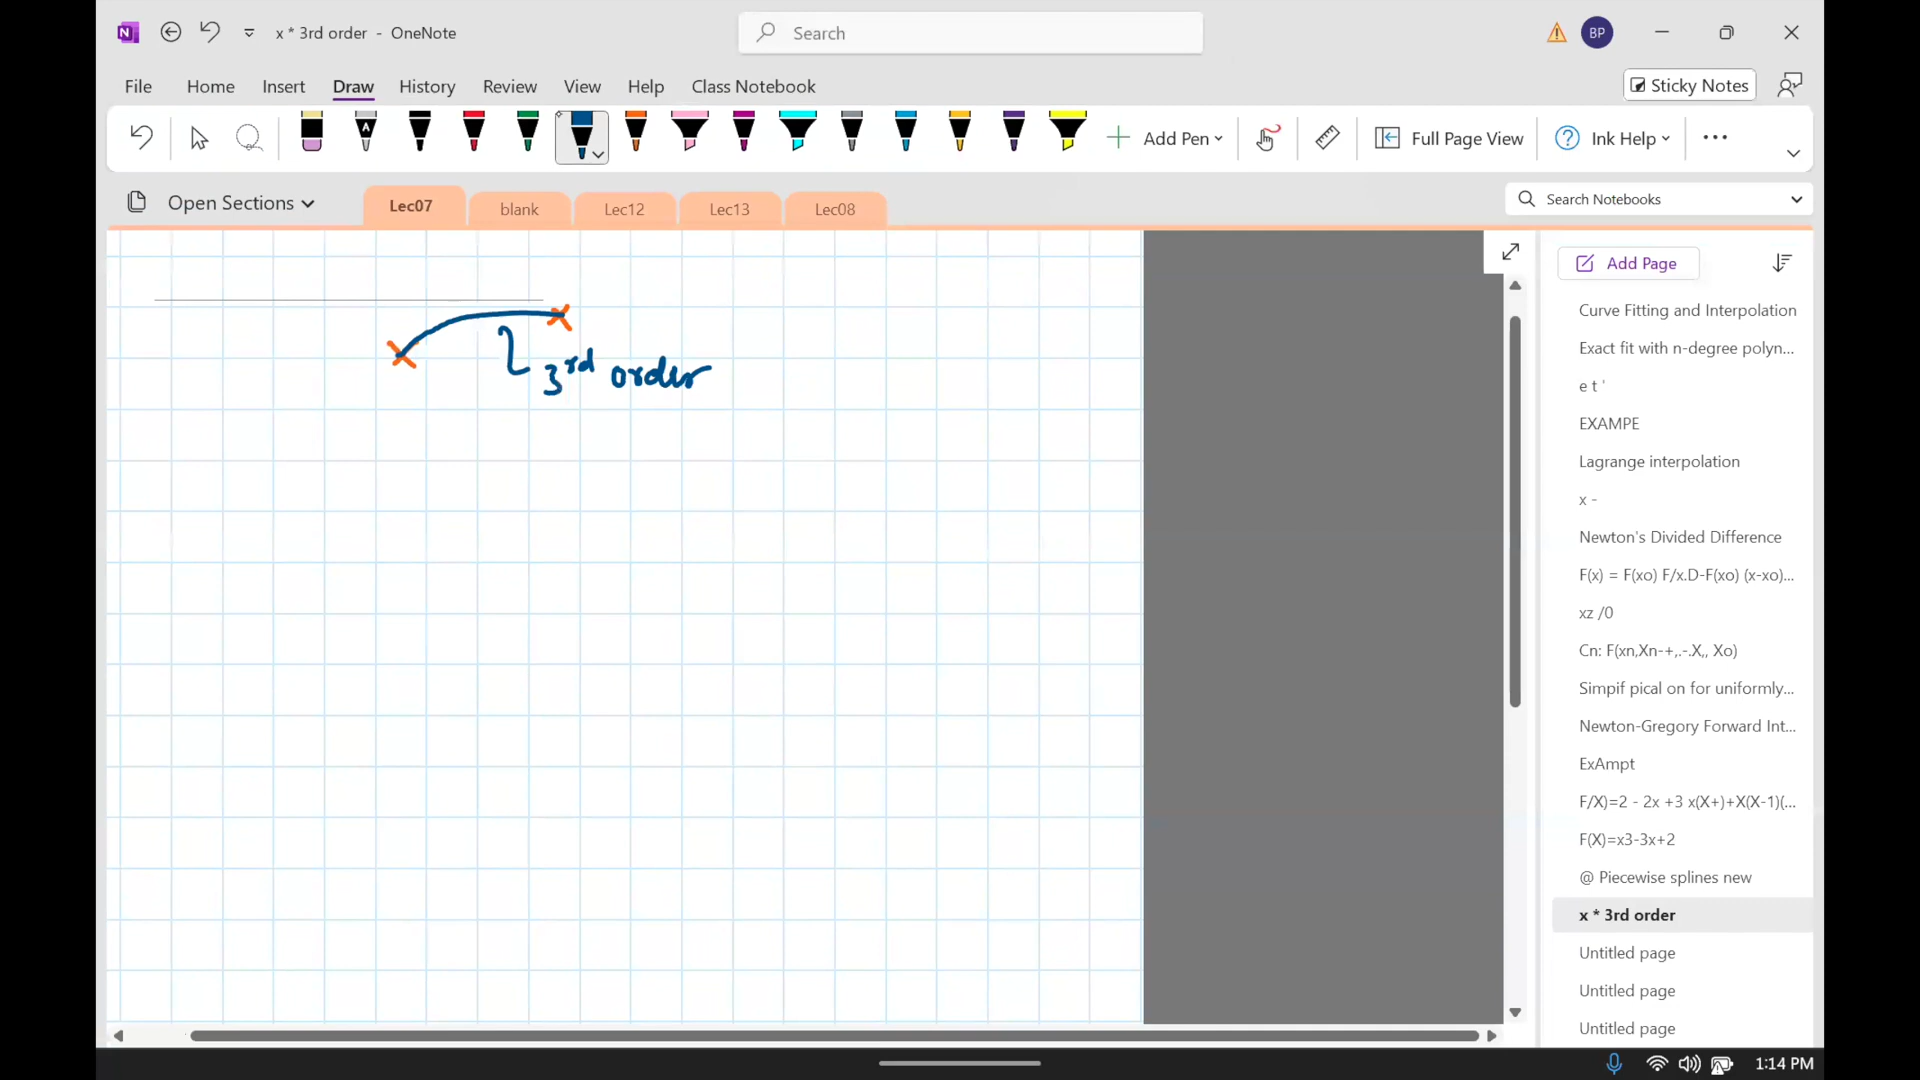 x * 3rd order - OneNote
Search
BP
File Home Insert Draw History Review View Help Class Notebook
Sticky Notes
A
Add Pen
Full Page View
Ink Help
Open Sections
Lec07
blank
Lec12
Lec13
Lec08
Search Notebooks
3rd order
Add Page
Curve Fitting and Interpolation
Exact fit with n-degree polyn...
e t '
EXAMPE
Lagrange interpolation
x -
Newton's Divided Difference
F(x) = F(xo) F/x.D-F(xo) (x-xo)...
xz /0
Cn: F(xn,Xn-+,.-.X,, Xo)
Simpif pical on for uniformly...
Newton-Gregory Forward Int...
ExAmpt
F/X)=2 - 2x +3 x(X+)+X(X-1)(...
F(X)=x3-3x+2
@ Piecewise splines new
x * 3rd order
Untitled page
Untitled page
Untitled page
1:14 PM